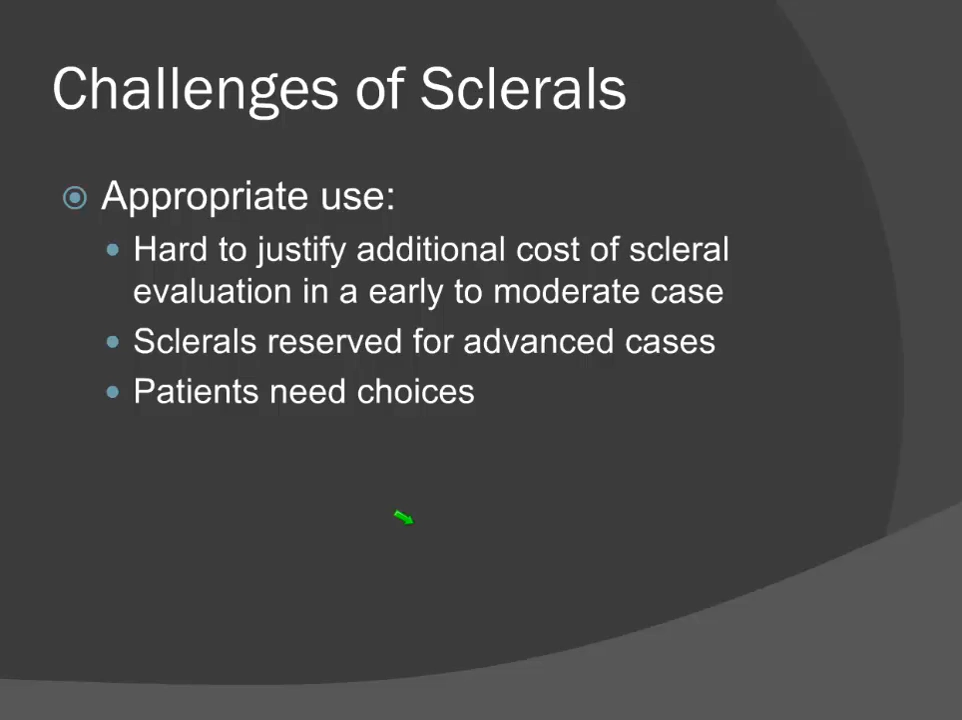 Challenges of Sclerals
Appropriate use:
Hard to justify additional cost of scleral
evaluation in a early to moderate case
Sclerals reserved for advanced cases
Patients need choices